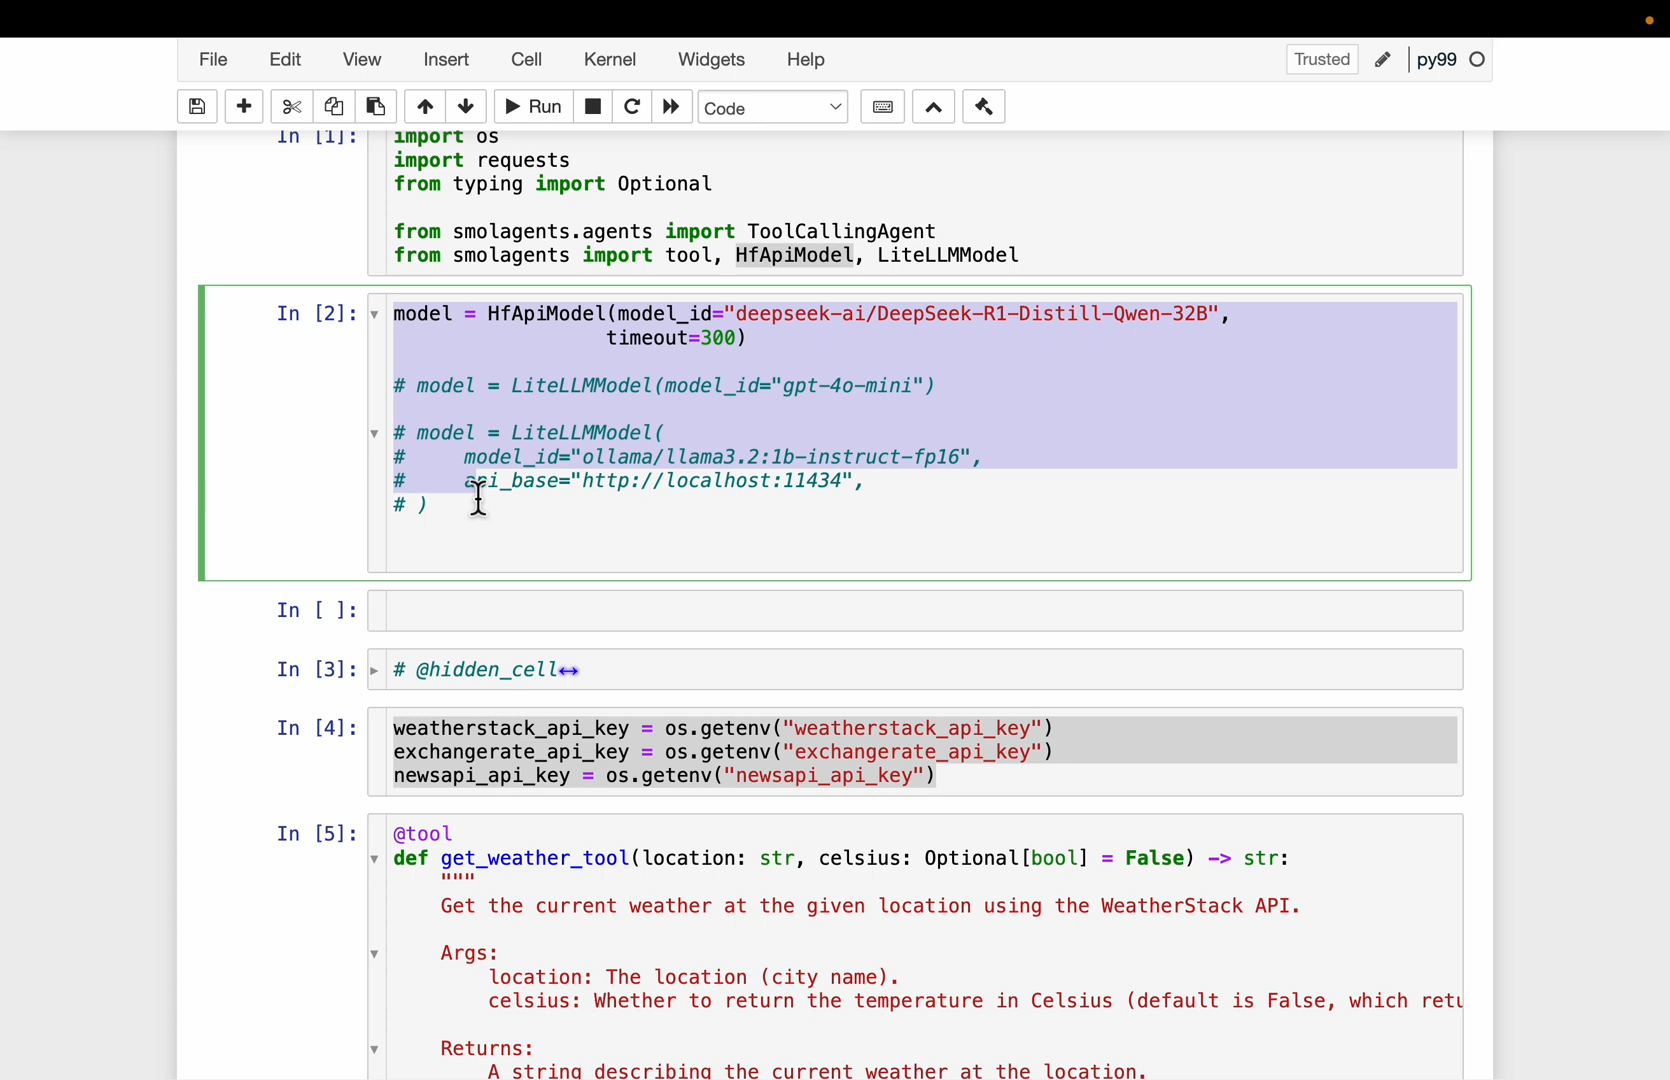 File Edit View Insert Cell Kernel Widgets Help Trusted py99
Run Code
In [1]: import os
import requests
from typing import Optional
from smolagents.agents import ToolCallingAgent
from smolagents import tool, HfApiModel, LiteLLMModel
In [2]: model = HfApiModel(model_id="deepseek-ai/DeepSeek-R1-Distill-Qwen-32B",
timeout=300)
# model = LiteLLMModel(model_id="gpt-4o-mini")
# model = LiteLLMModel(
#     model_id="ollama/llama3.2:1b-instruct-fp16",
#     api_base="http://localhost:11434",
# )
In [ ]:
In [3]: # @hidden_cell
In [4]: weatherstack_api_key = os.getenv("weatherstack_api_key")
exchangerate_api_key = os.getenv("exchangerate_api_key")
newsapi_api_key = os.getenv("newsapi_api_key")
In [5]: @tool
def get_weather_tool(location: str, celsius: Optional[bool] = False) -> str:
"""
Get the current weather at the given location using the WeatherStack API.
Args:
location: The location (city name).
celsius: Whether to return the temperature in Celsius (default is False, which retu
Returns:
A string describing the current weather at the location.